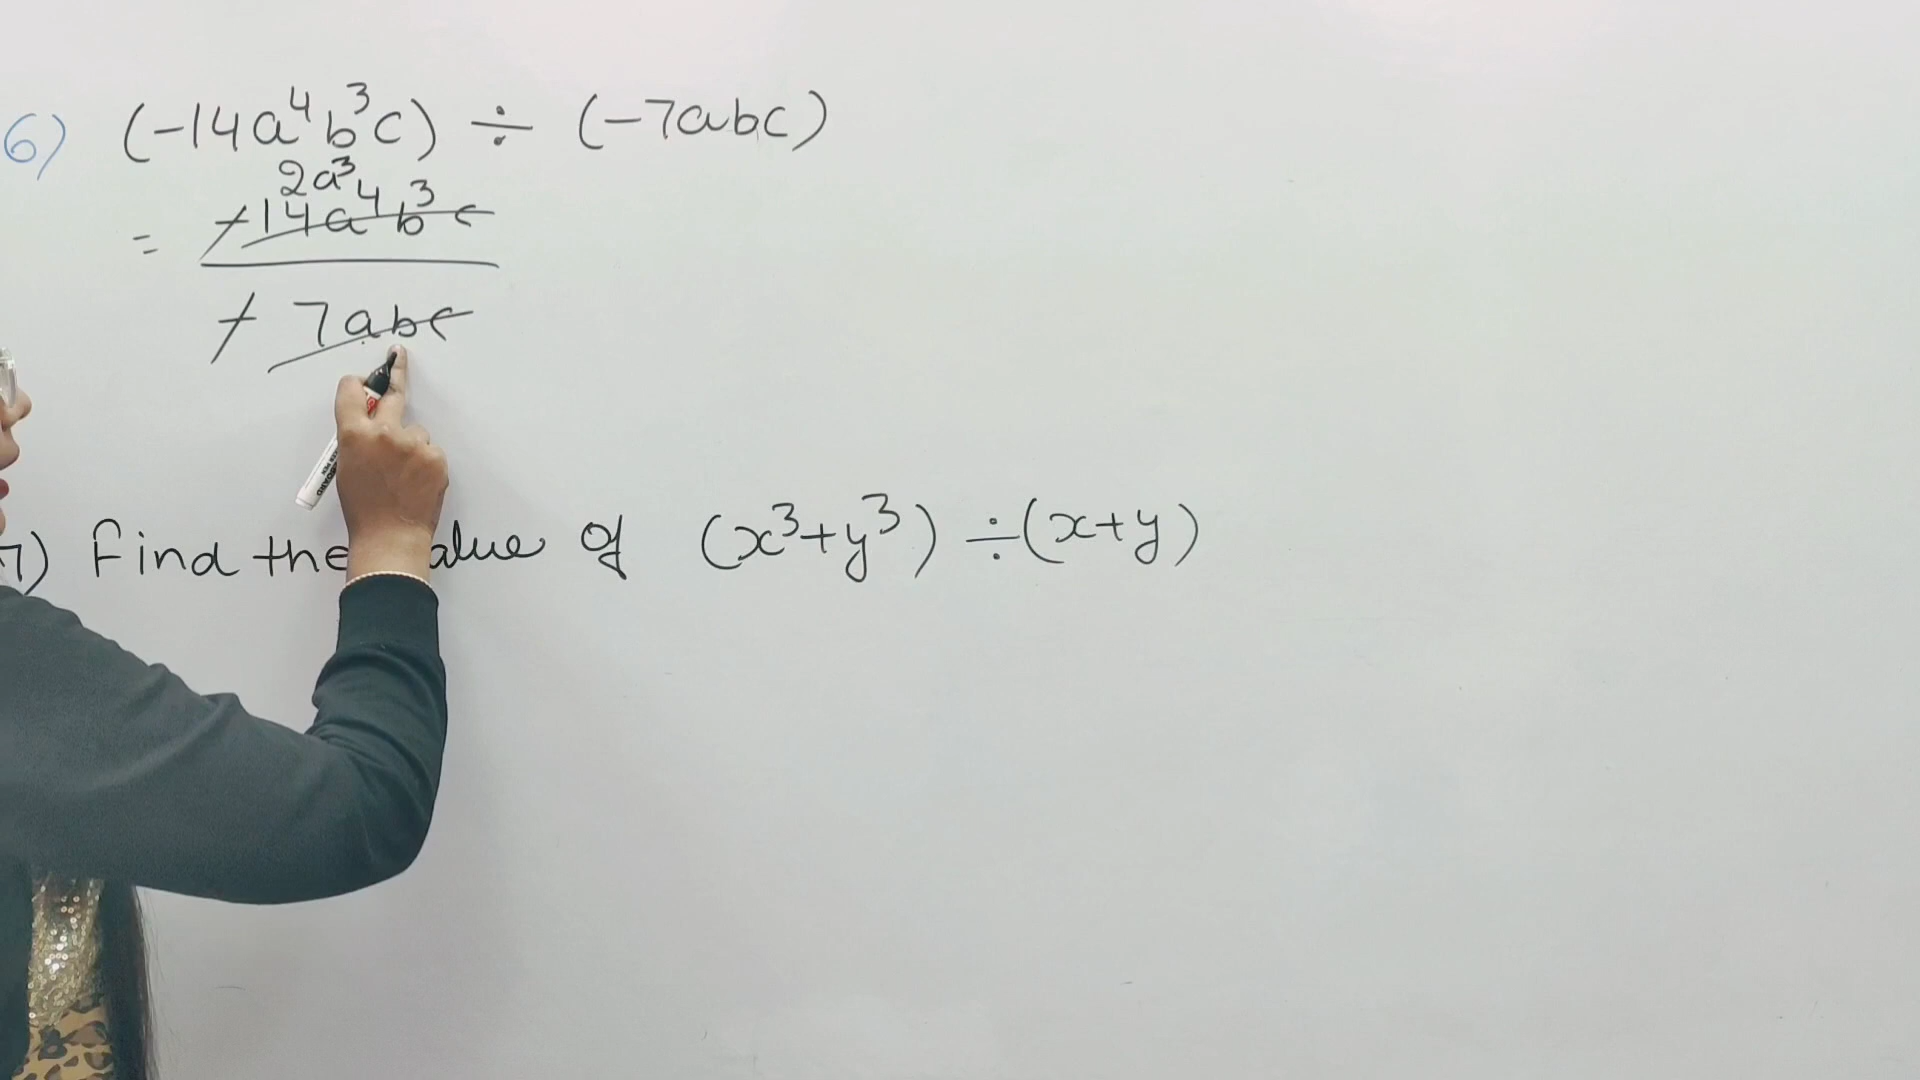 6) (-14a⁴b³c) ÷ (-7abc)
2a³
= -14a⁴b³c
- 7abc
7) Find the value of (x³+y³) ÷ (x+y)